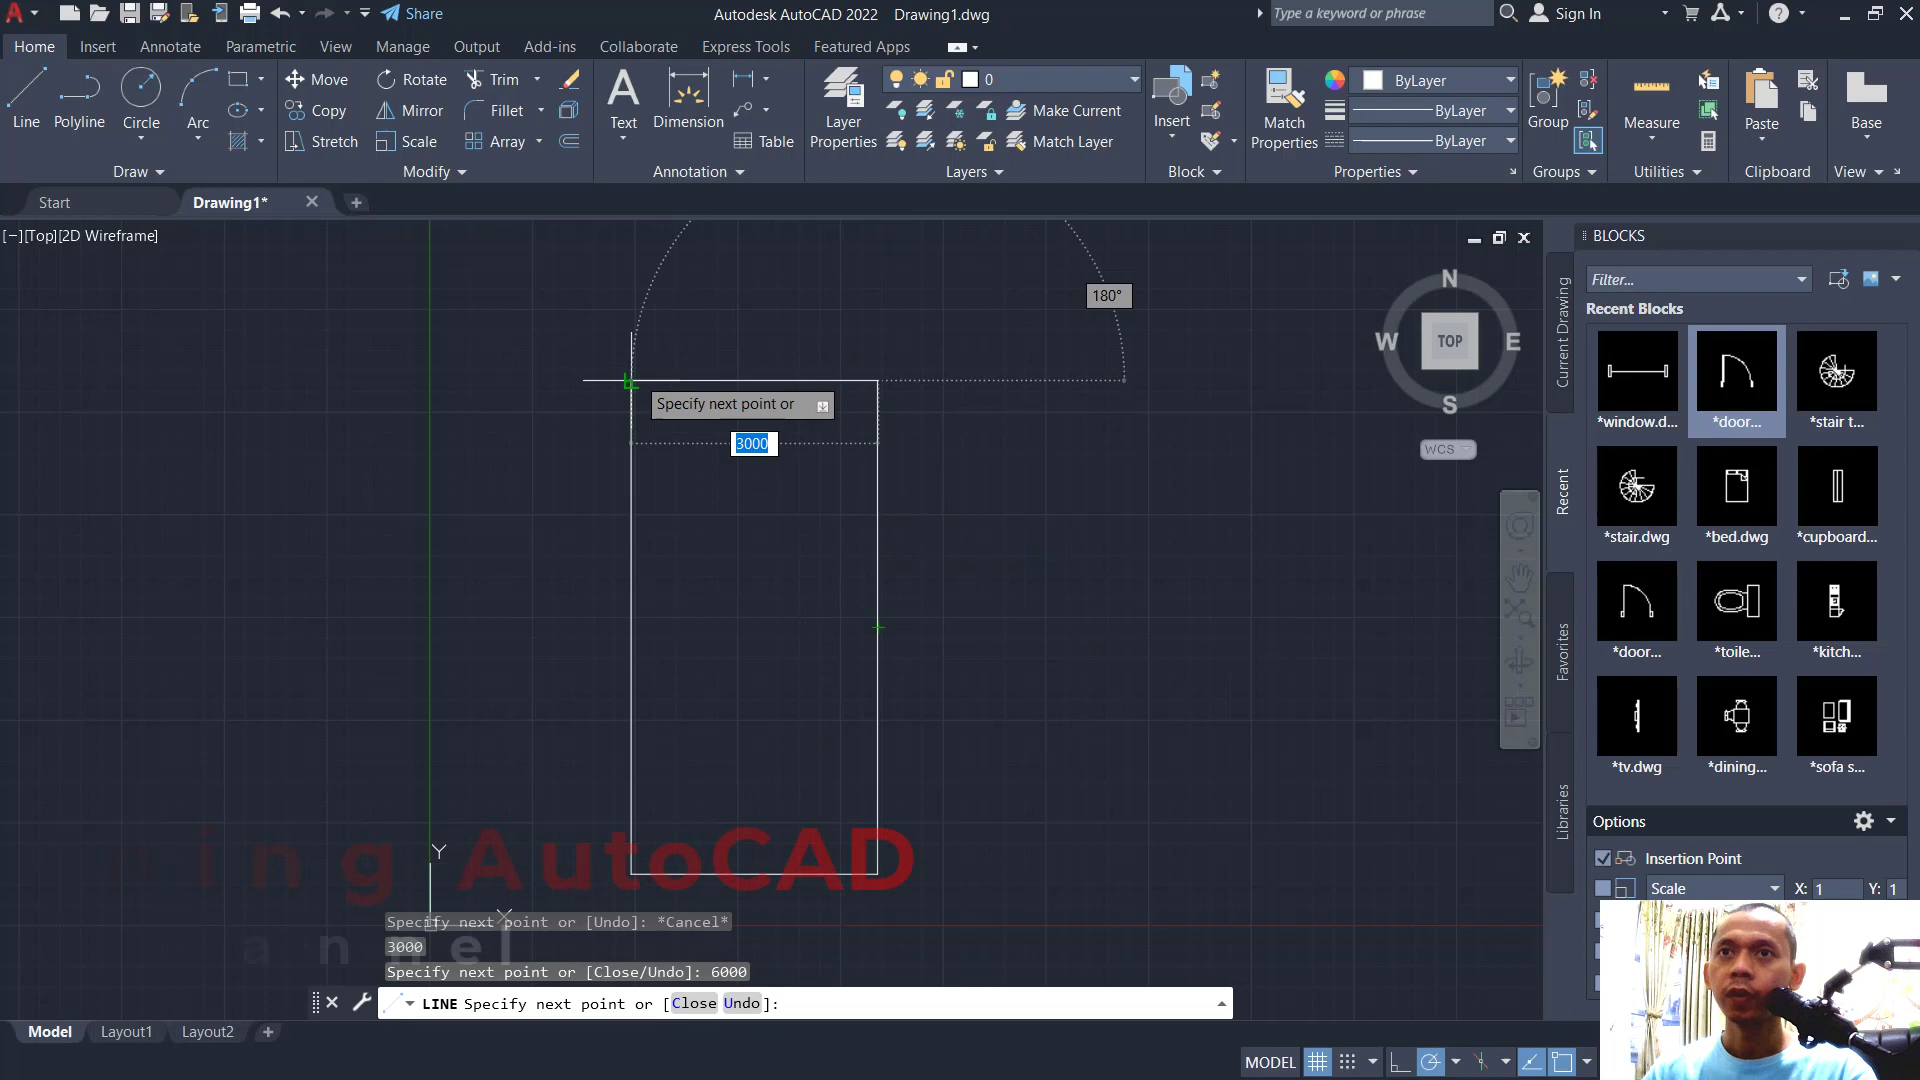 Share
Autodesk AutoCAD 2022 Drawing1.dwg
Type a keyword or phrase
Sign In
Home Insert Annotate Parametric View Manage Output Add-ins Collaborate Express Tools Featured Apps
Line Polyline Circle Arc
Move Rotate Trim
Copy Mirror Fillet
Stretch Scale Array
Text Dimension Table
Layer Properties
0
Make Current
Match Layer
Insert
Match Properties
ByLayer
ByLayer
ByLayer
Group
Measure
Paste
Base
Draw Modify Annotation Layers Block Properties Groups Utilities Clipboard View
Start Drawing1*
[−][Top][2D Wireframe]
180°
Specify next point or
3000
N
W TOP E
S
WCS
BLOCKS
Filter...
Recent Blocks
*window.d... *door... *stair t...
*stair.dwg *bed.dwg *cupboard...
*door... *toile... *kitch...
*tv.dwg *dining... *sofa s...
Current Drawing
Recent
Favorites
Libraries
Options
Insertion Point
Scale X: 1 Y: 1
ning AutoCAD
annel
Y
X
Specify next point or [Undo]: *Cancel*
3000
Specify next point or [Close/Undo]: 6000
LINE Specify next point or [Close Undo]:
Model Layout1 Layout2
MODEL